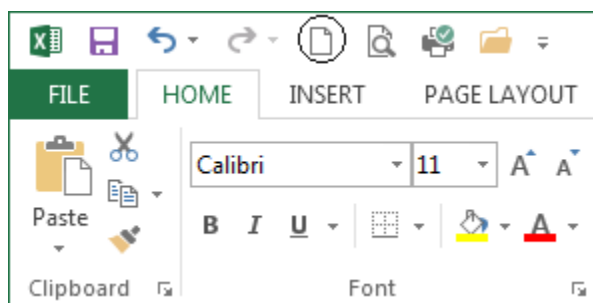 FILE HOME INSERT PAGE LAYOUT
Calibri 11 A A
Paste B I U A
Clipboard Font